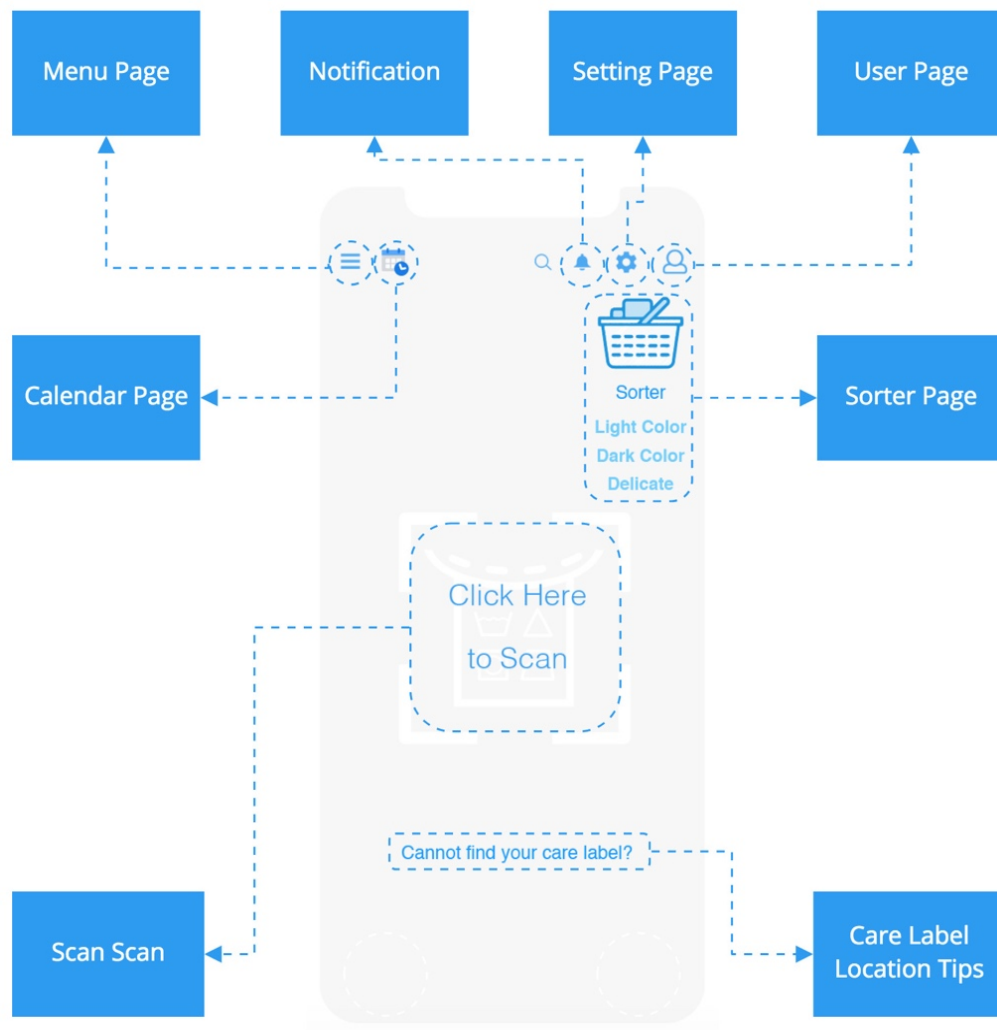 Menu Page
Notification
Setting Page
User Page
Calendar Page
Sorter
Light Color
Dark Color
Delicate
Sorter Page
Click Here
to Scan
Cannot find your care label?
Scan Scan
Care Label
Location Tips